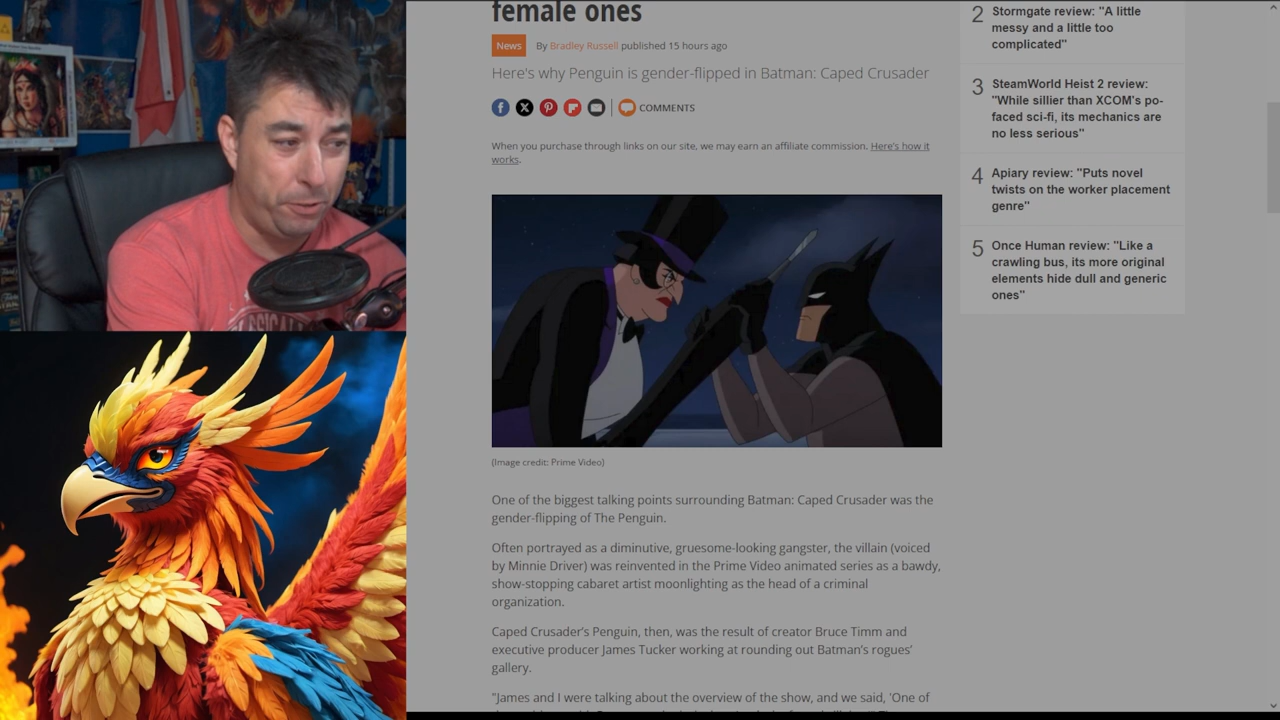 female ones
News By Bradley Russell published 15 hours ago
Here's why Penguin is gender-flipped in Batman: Caped Crusader
COMMENTS
When you purchase through links on our site, we may earn an affiliate commission. Here's how it
works.
(Image credit: Prime Video)
One of the biggest talking points surrounding Batman: Caped Crusader was the
gender-flipping of The Penguin.
Often portrayed as a diminutive, gruesome-looking gangster, the villain (voiced
by Minnie Driver) was reinvented in the Prime Video animated series as a bawdy,
show-stopping cabaret artist moonlighting as the head of a criminal
organization.
Caped Crusader's Penguin, then, was the result of creator Bruce Timm and
executive producer James Tucker working at rounding out Batman's rogues'
gallery.
"James and I were talking about the overview of the show, and we said, 'One of
2 Stormgate review: "A little
messy and a little too
complicated"
3 SteamWorld Heist 2 review:
"While sillier than XCOM's po-
faced sci-fi, its mechanics are
no less serious"
4 Apiary review: "Puts novel
twists on the worker placement
genre"
5 Once Human review: "Like a
crawling bus, its more original
elements hide dull and generic
ones"